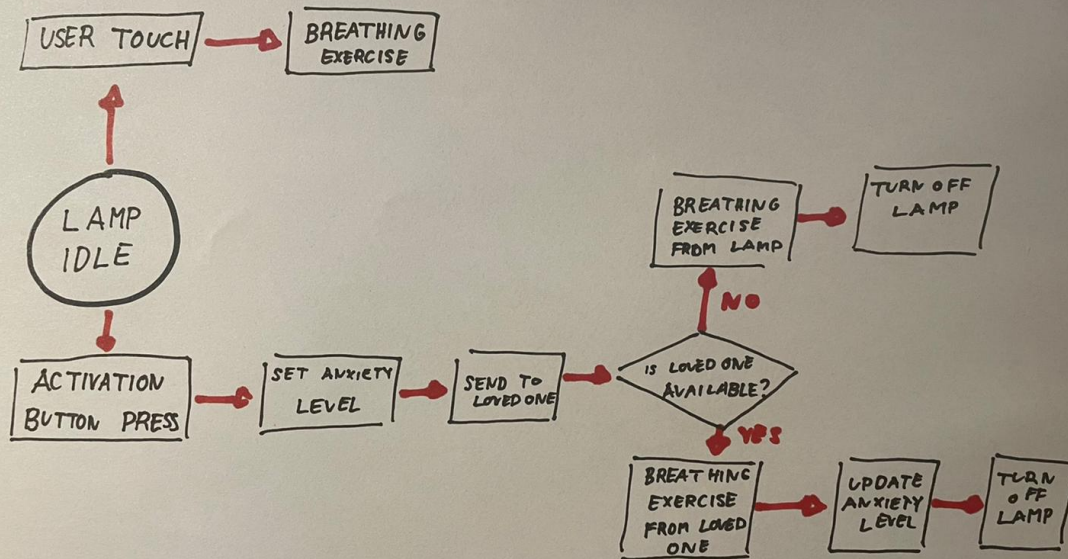 USER TOUCH
BREATHING
EXERCISE
LAMP
IDLE
BREATHING
EXERCISE
FROM LAMP
TURN OFF
LAMP
NO
ACTIVATION
BUTTON PRESS
SET ANXIETY
LEVEL
SEND TO
LOVED ONE
IS LOVED ONE
AVAILABLE?
YES
BREATHING
EXERCISE
FROM LOVED
ONE
UPDATE
ANXIETY
LEVEL
TURN
OFF
LAMP